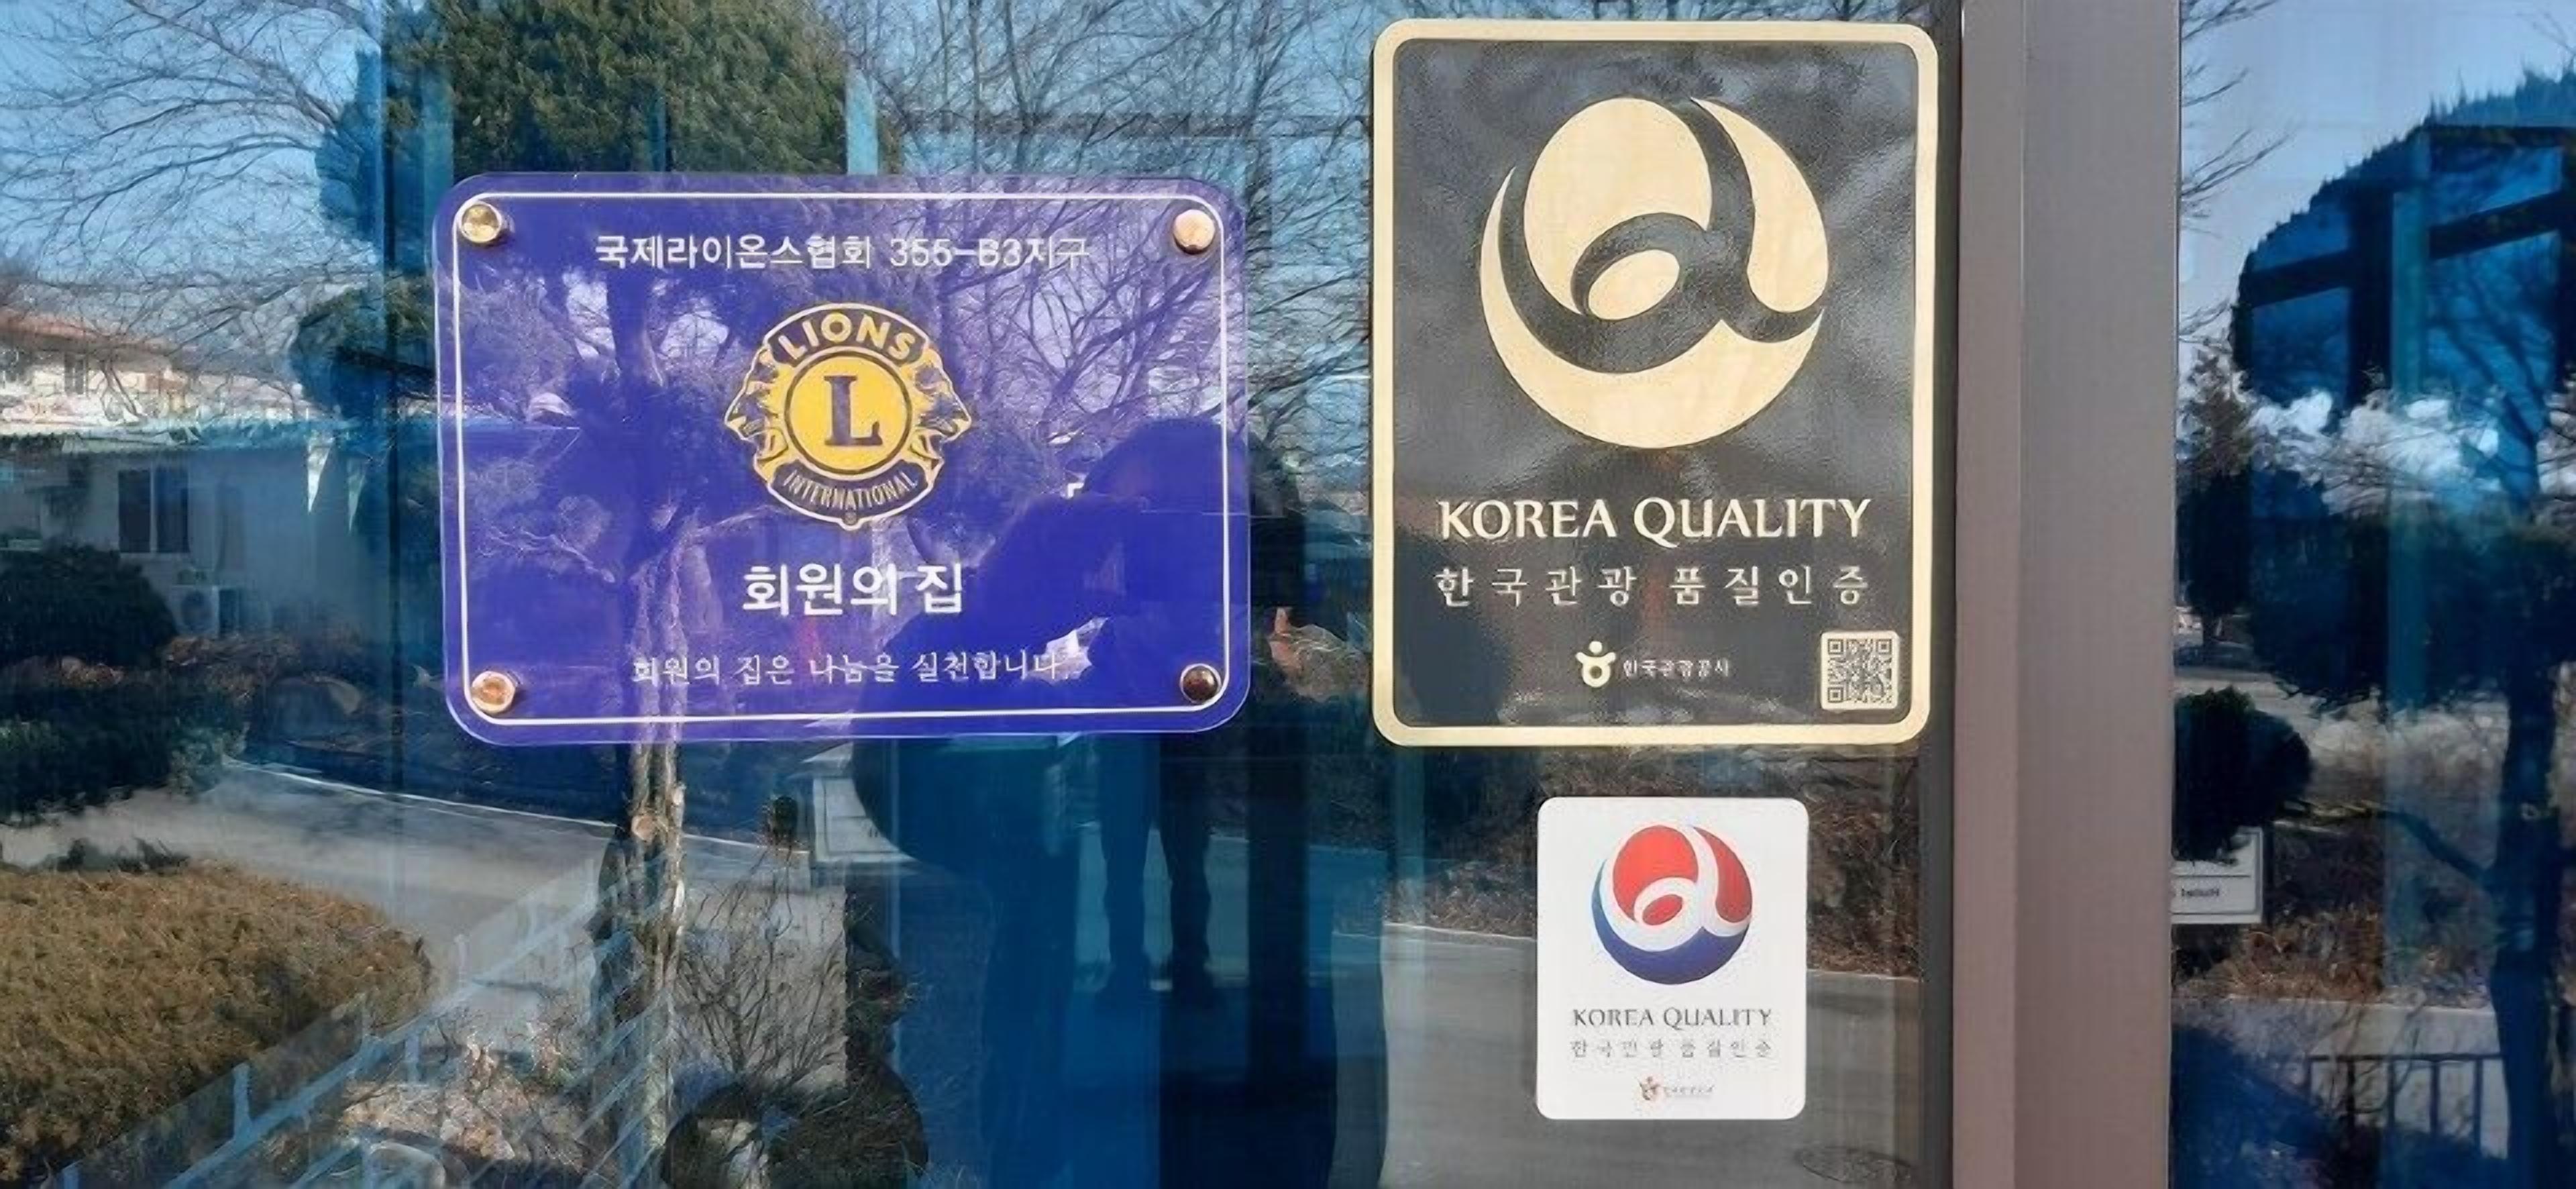 국제라이온스협회 355-B3지구
LIONS
L
INTERNATIONAL
회원의 집
회원의 집은 나눔을 실천합니다.
KOREA QUALITY
한국관광 품질인증
한국관광공사
KOREA QUALITY
한국관광 품질인증